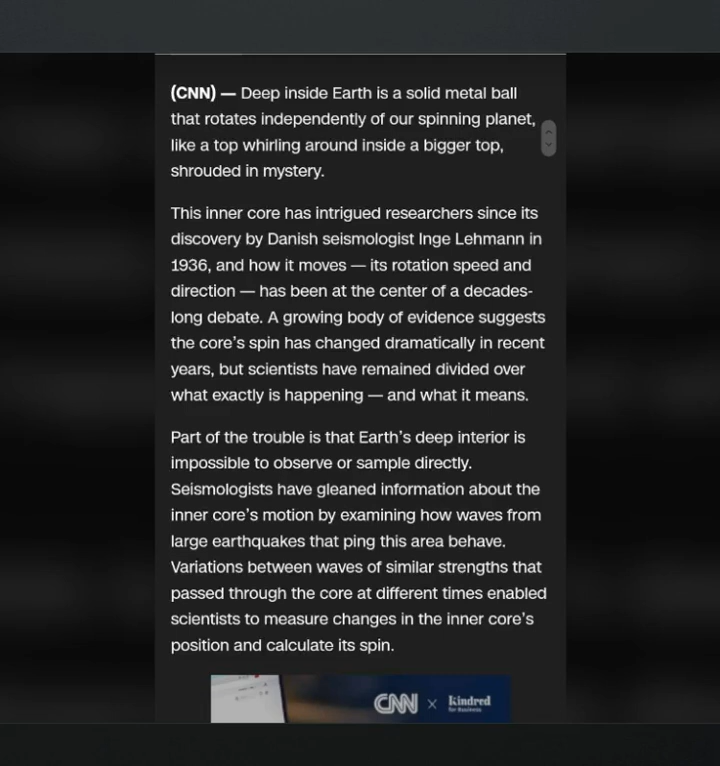 (CNN) — Deep inside Earth is a solid metal ball
that rotates independently of our spinning planet,
like a top whirling around inside a bigger top,
shrouded in mystery.
This inner core has intrigued researchers since its
discovery by Danish seismologist Inge Lehmann in
1936, and how it moves — its rotation speed and
direction — has been at the center of a decades-
long debate. A growing body of evidence suggests
the core’s spin has changed dramatically in recent
years, but scientists have remained divided over
what exactly is happening — and what it means.
Part of the trouble is that Earth’s deep interior is
impossible to observe or sample directly.
Seismologists have gleaned information about the
inner core’s motion by examining how waves from
large earthquakes that ping this area behave.
Variations between waves of similar strengths that
passed through the core at different times enabled
scientists to measure changes in the inner core’s
position and calculate its spin.
CNN × kindred
for Business